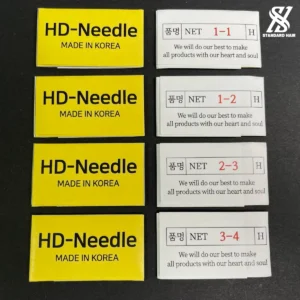 STANDARD HAIR
HD-Needle
MADE IN KOREA
품명 NET 1-1 H
We will do our best to make
all products with our heart and soul
HD-Needle
MADE IN KOREA
품명 NET 1-2 H
We will do our best to make
all products with our heart and soul
HD-Needle
MADE IN KOREA
품명 NET 2-3 H
We will do our best to make
all products with our heart and soul
HD-Needle
MADE IN KOREA
품명 NET 3-4 H
We will do our best to make
all products with our heart and soul